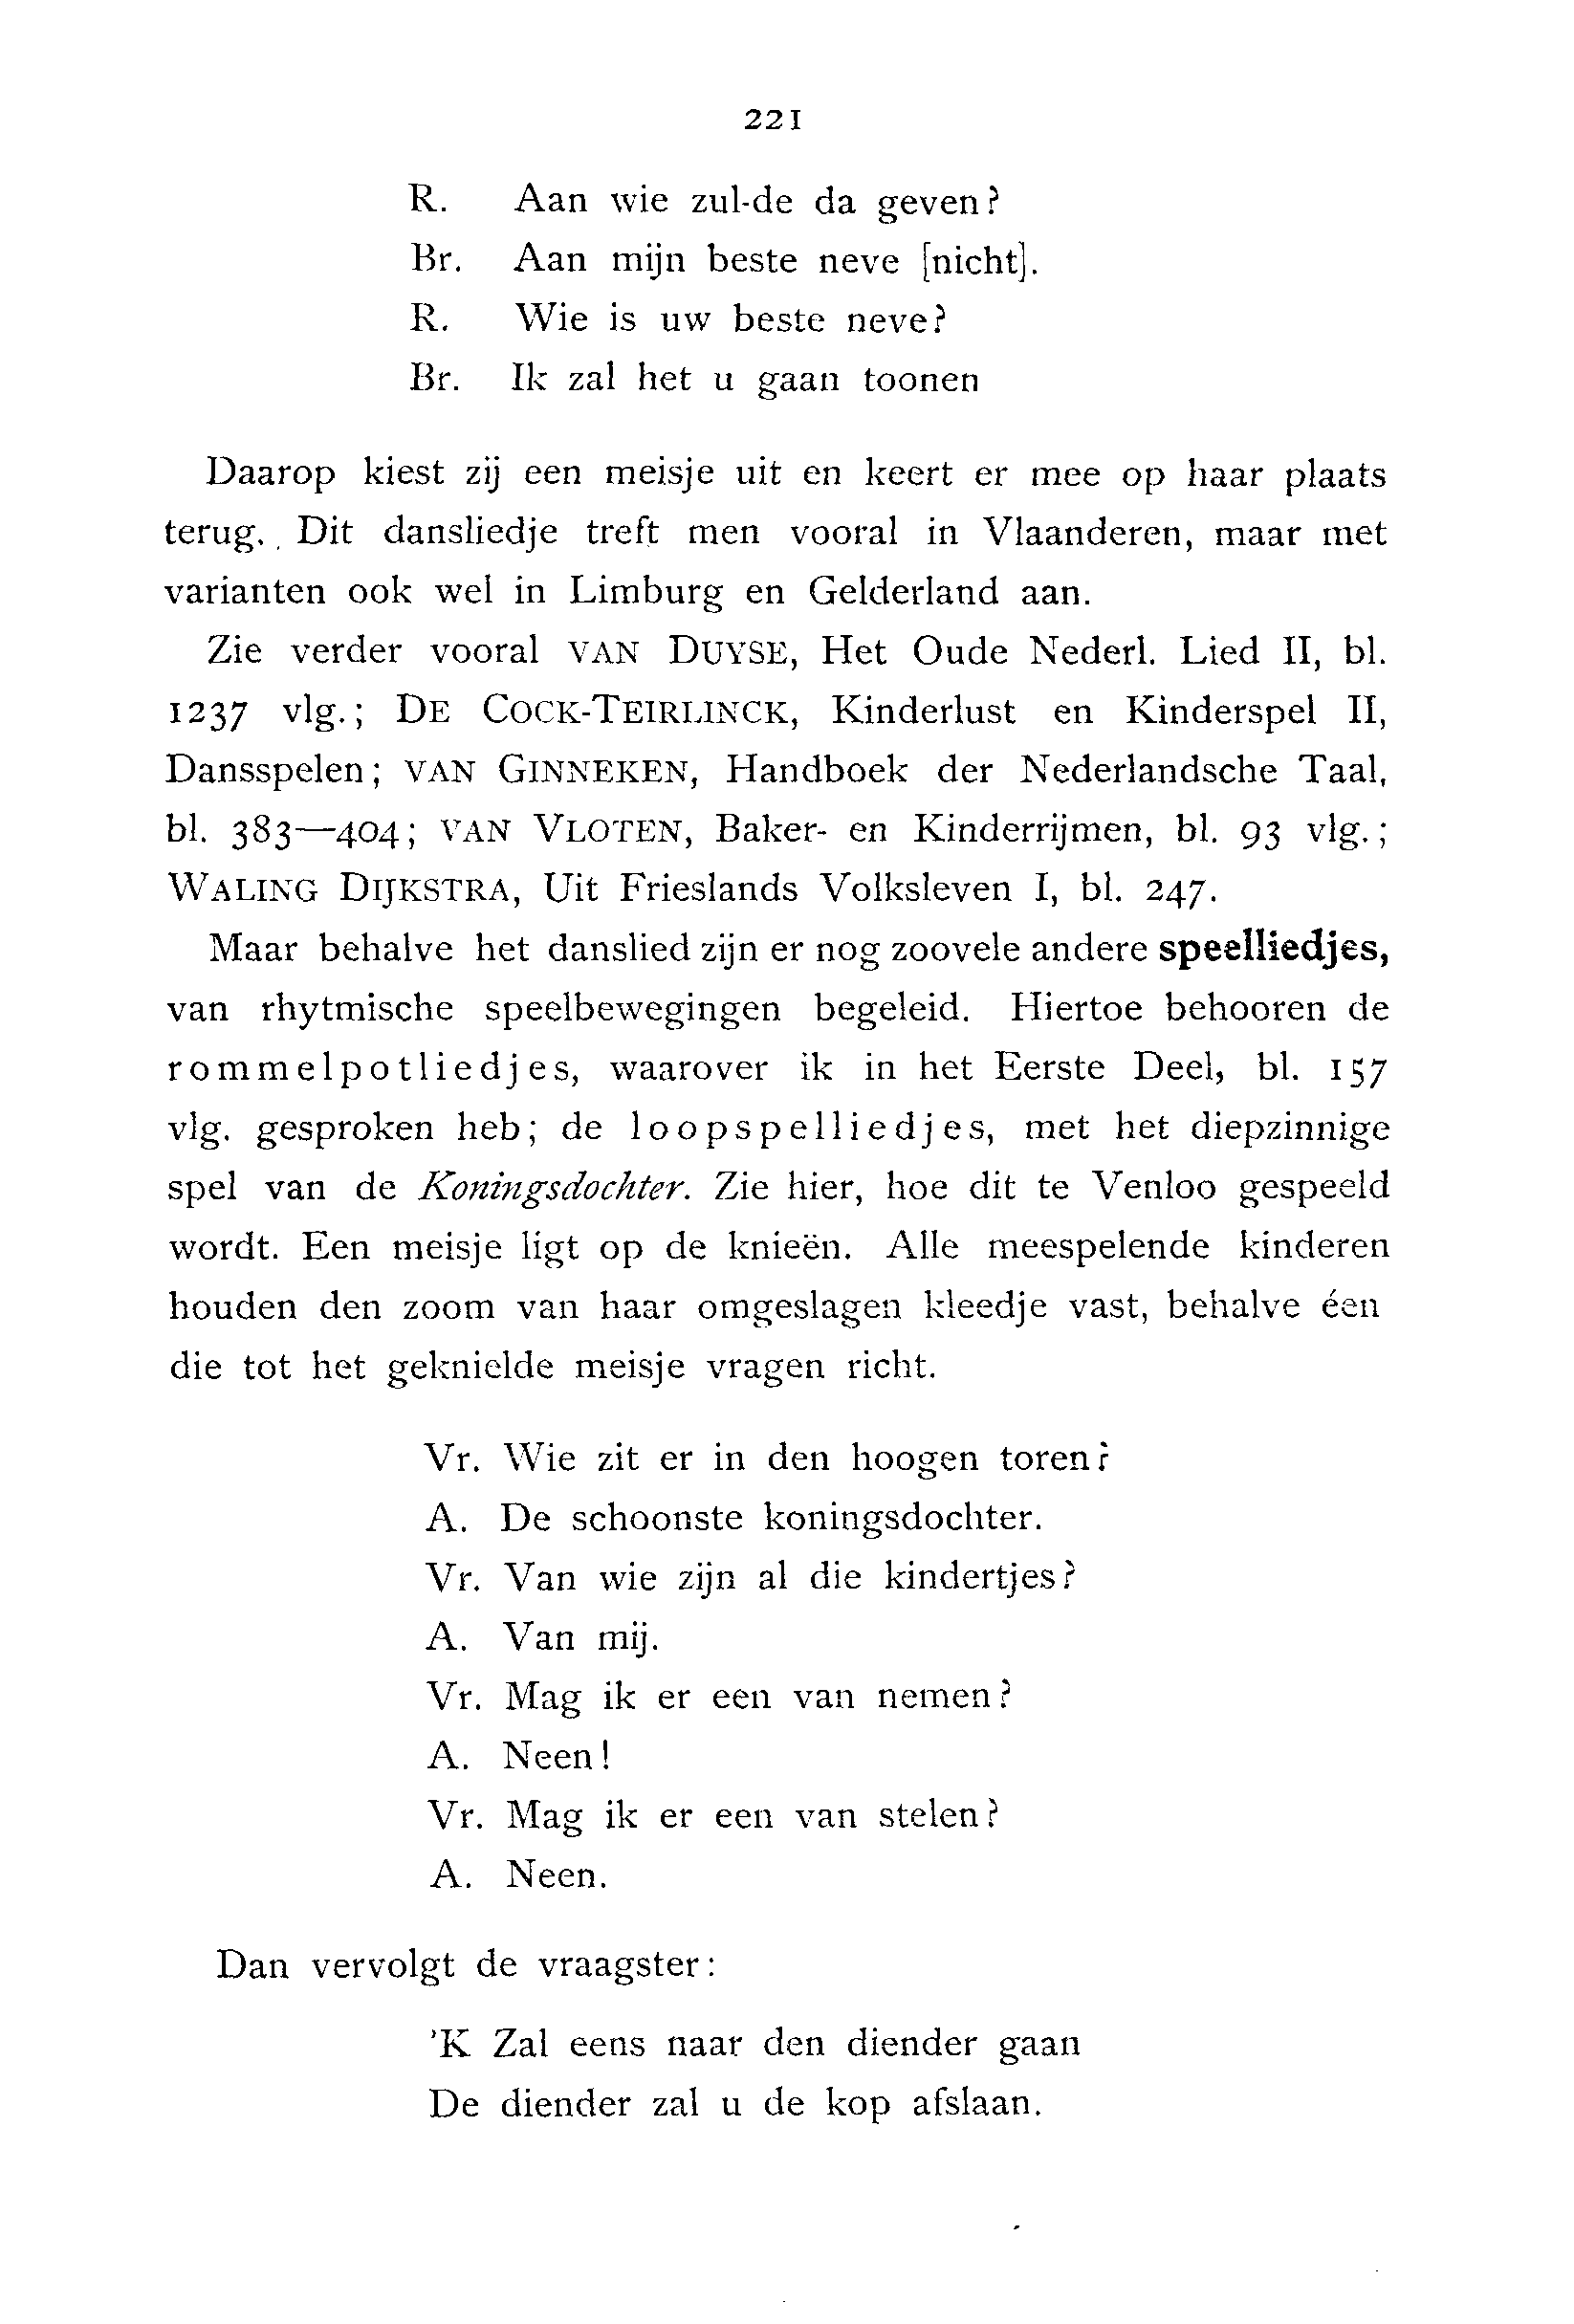 221
R. Aan wie zul-de da geven?
Br. Aan mijn beste neve [nicht].
R. Wie is uw beste neve?
Br. Ik zal het u gaan toonen
Daarop kiest zij een meisje uit en keert er mee op haar plaats
terug. Dit dansliedje treft men vooral in Vlaanderen, maar met
varianten ook wel in Limburg en Gelderland aan.
Zie verder vooral VAN DUYSE, Het Oude Nederl. Lied II, bl.
1237 vlg.; DE COCK-TEIRLINCK, Kinderlust en Kinderspel II,
Dansspelen; VAN GINNEKEN, Handboek der Nederlandsche Taal,
bl. 383—404; VAN VLOTEN, Baker- en Kinderrijmen, bl. 93 vlg.;
WALING DIJKSTRA, Uit Frieslands Volksleven I, bl. 247.
Maar behalve het danslied zijn er nog zoovele andere speelliedjes,
van rhytmische speelbewegingen begeleid. Hiertoe behooren de
rommelpotliedjes, waarover ik in het Eerste Deel, bl. 157
vlg. gesproken heb; de loopspelliedjes, met het diepzinnige
spel van de Koningsdochter. Zie hier, hoe dit te Venloo gespeeld
wordt. Een meisje ligt op de knieën. Alle meespelende kinderen
houden den zoom van haar omgeslagen kleedje vast, behalve één
die tot het geknielde meisje vragen richt.
Vr. Wie zit er in den hoogen toren?
A. De schoonste koningsdochter.
Vr. Van wie zijn al die kindertjes?
A. Van mij.
Vr. Mag ik er een van nemen?
A. Neen!
Vr. Mag ik er een van stelen?
A. Neen.
Dan vervolgt de vraagster:
'K Zal eens naar den diender gaan
De diender zal u de kop afslaan.